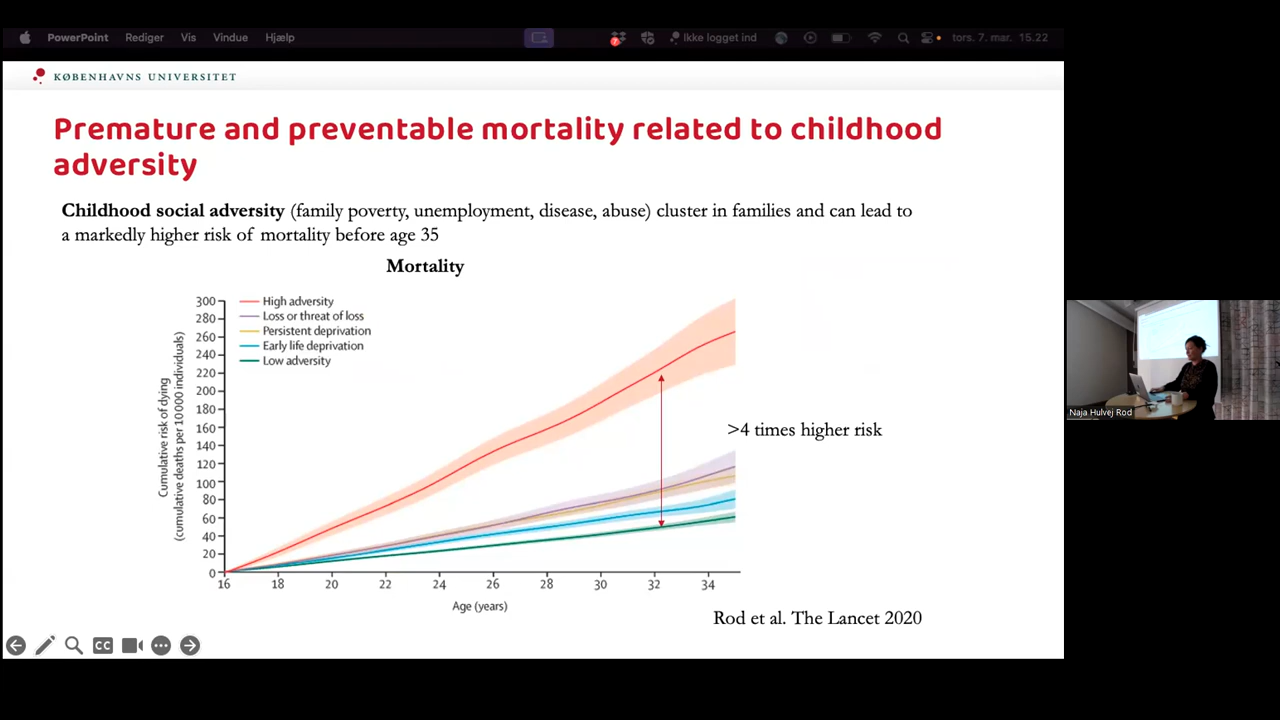 PowerPoint Rediger Vis Vindue Hjælp
7 Ikke logget ind tors. 7. mar. 15.22
KØBENHAVNS UNIVERSITET
Premature and preventable mortality related to childhood
adversity
Childhood social adversity (family poverty, unemployment, disease, abuse) cluster in families and can lead to
a markedly higher risk of mortality before age 35
Mortality
High adversity
Loss or threat of loss
Persistent deprivation
Early life deprivation
Low adversity
Cumulative risk of dying
(cumulative deaths per 10 000 individuals)
300
280
260
240
220
200
180
160
140
120
100
80
60
40
20
0
>4 times higher risk
16 18 20 22 24 26 28 30 32 34
Age (years)
Rod et al. The Lancet 2020
CC
Naja Hulvej Rod